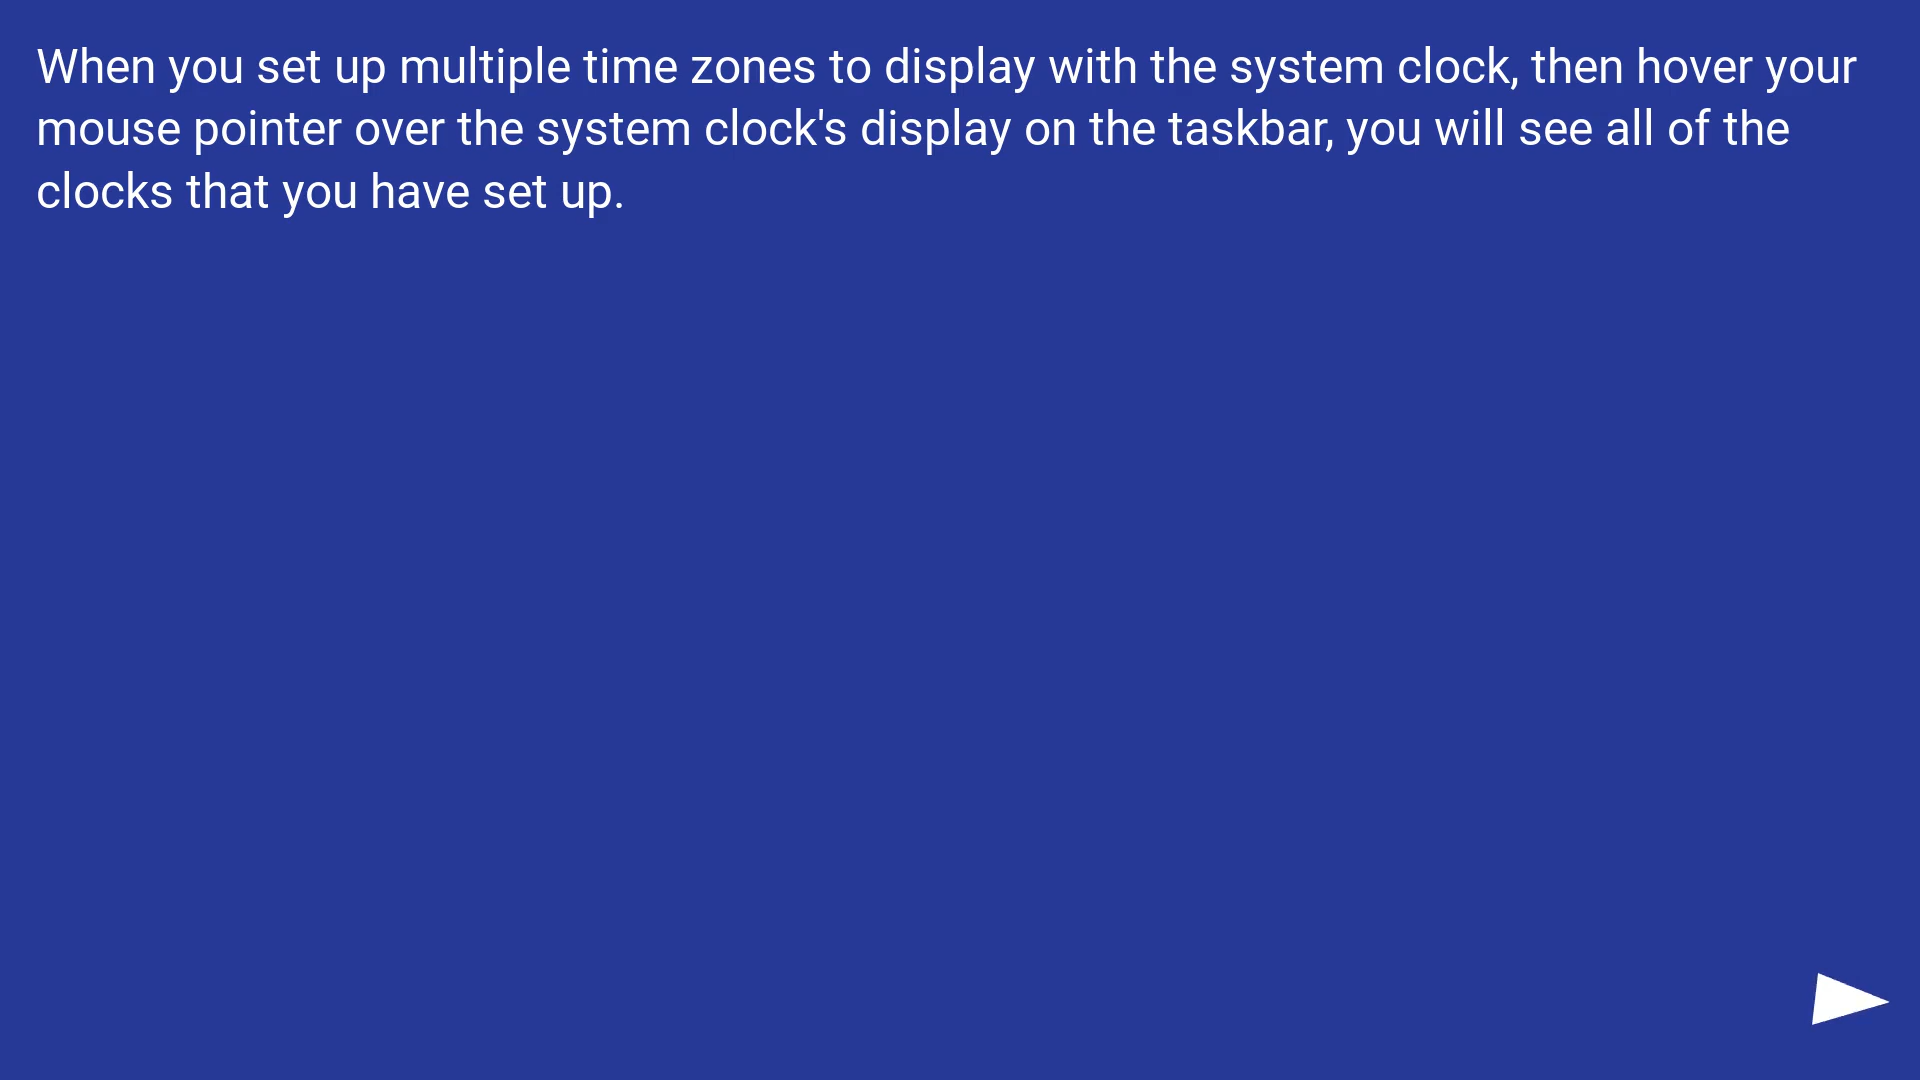 When you set up multiple time zones to display with the system clock, then hover your
mouse pointer over the system clock's display on the taskbar, you will see all of the
clocks that you have set up.